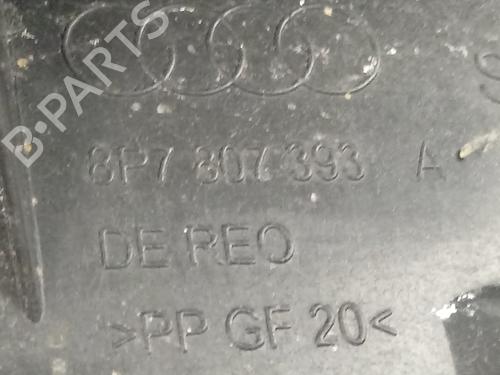 B-PARTS
8P7 807 393 A
DE REO
>PP GF 20<